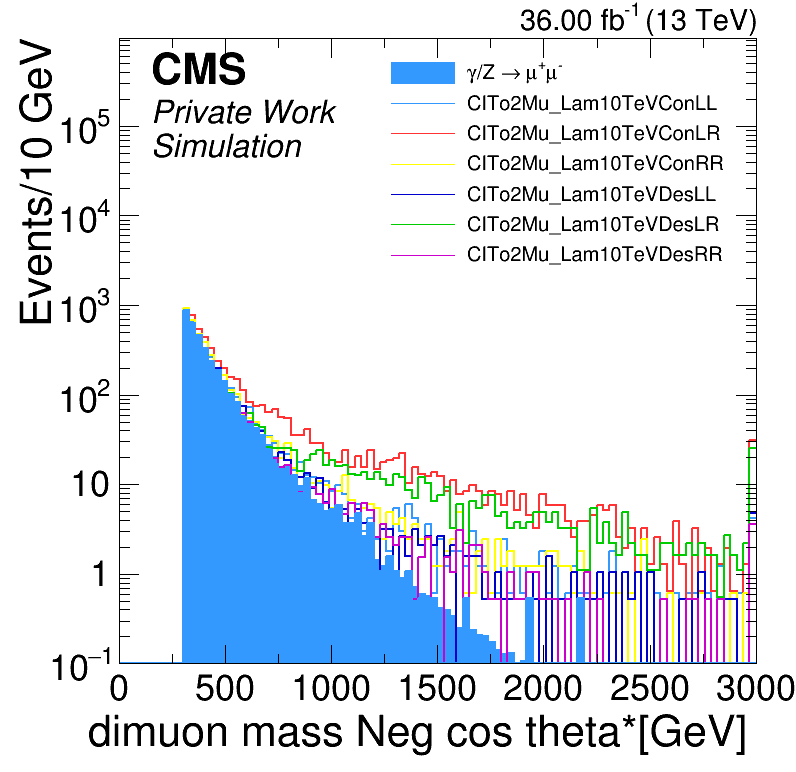 36.00 fb⁻¹ (13 TeV)
CMS
Private Work
Simulation
γ/Z → μ⁺μ⁻
CITo2Mu_Lam10TeVConLL
CITo2Mu_Lam10TeVConLR
CITo2Mu_Lam10TeVConRR
CITo2Mu_Lam10TeVDesLL
CITo2Mu_Lam10TeVDesLR
CITo2Mu_Lam10TeVDesRR
Events/10 GeV
10⁵
10⁴
10³
10²
10
1
10⁻¹
0 500 1000 1500 2000 2500 3000
dimuon mass Neg cos theta*[GeV]